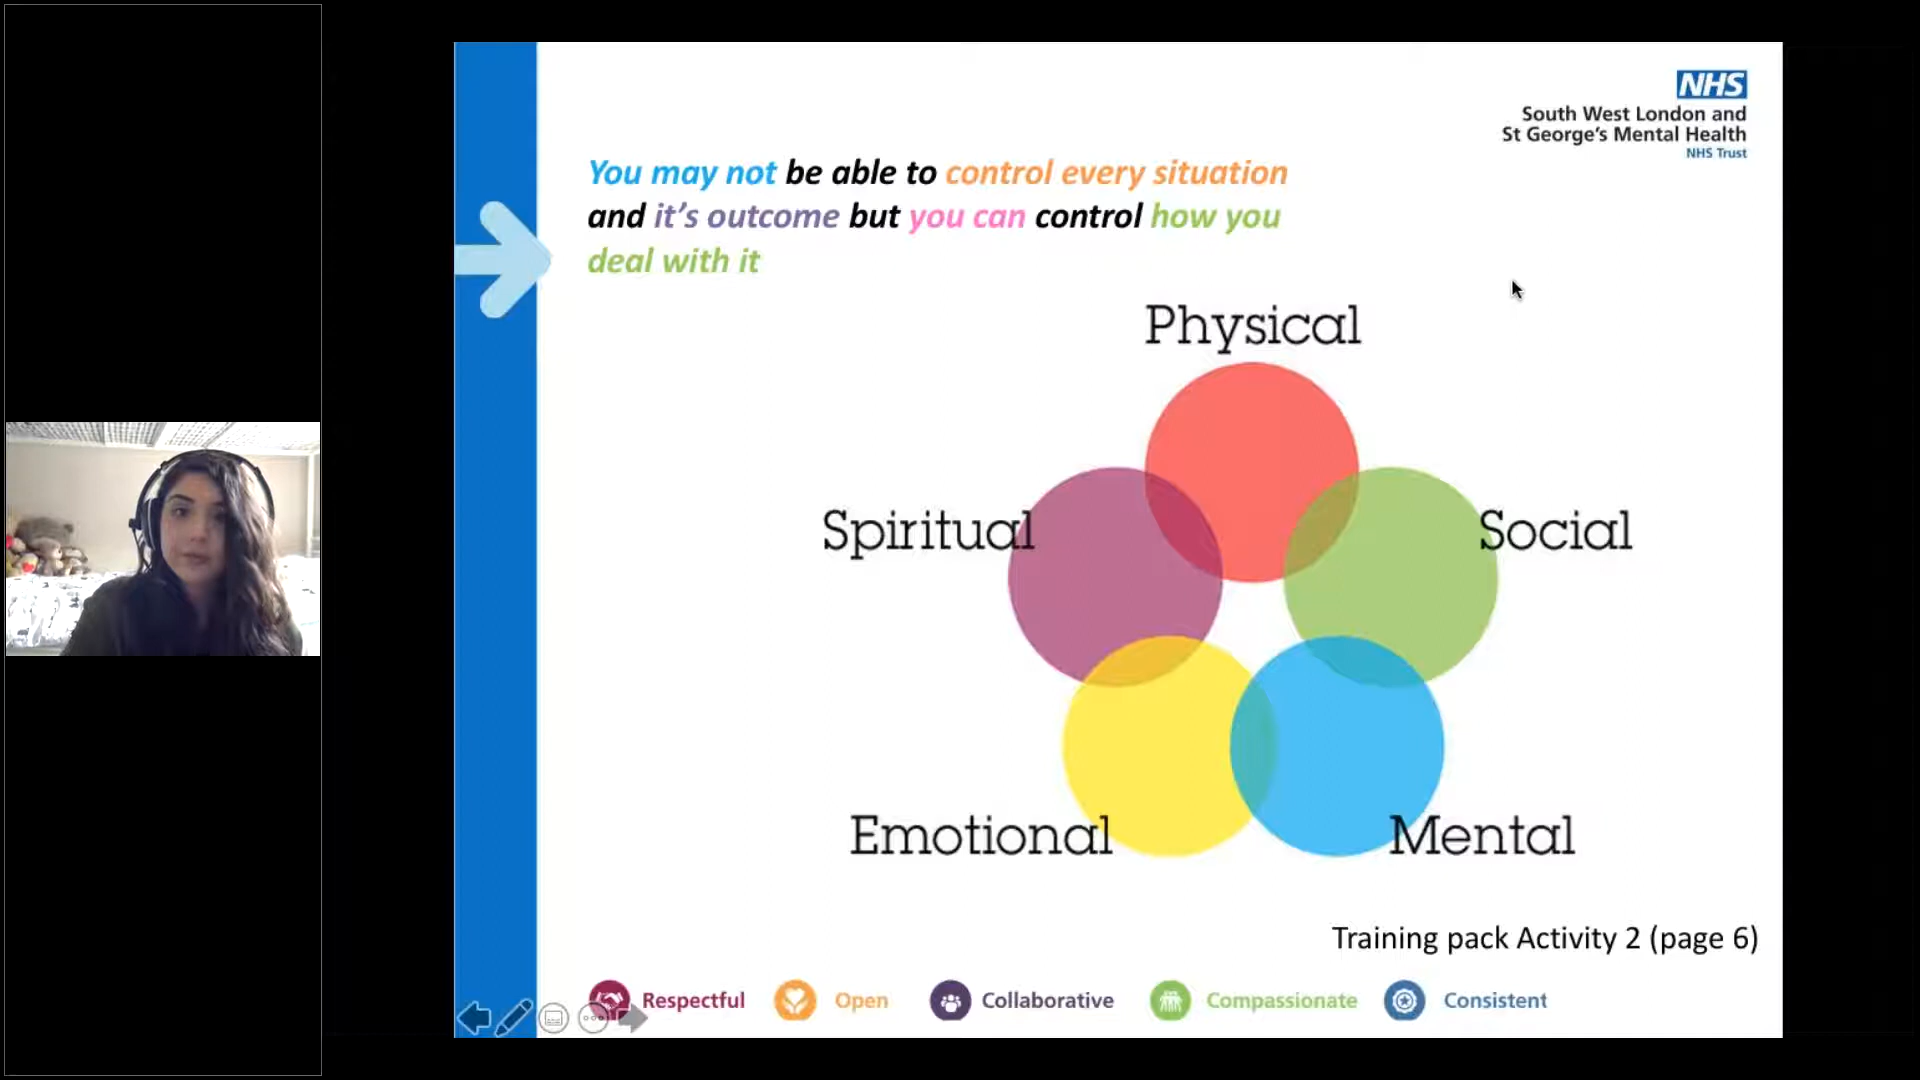 NHS
South West London and
St George's Mental Health
NHS Trust
You may not be able to control every situation
and it's outcome but you can control how you
deal with it
Physical
Spiritual
Social
Emotional
Mental
Training pack Activity 2 (page 6)
Respectful
Open
Collaborative
Compassionate
Consistent